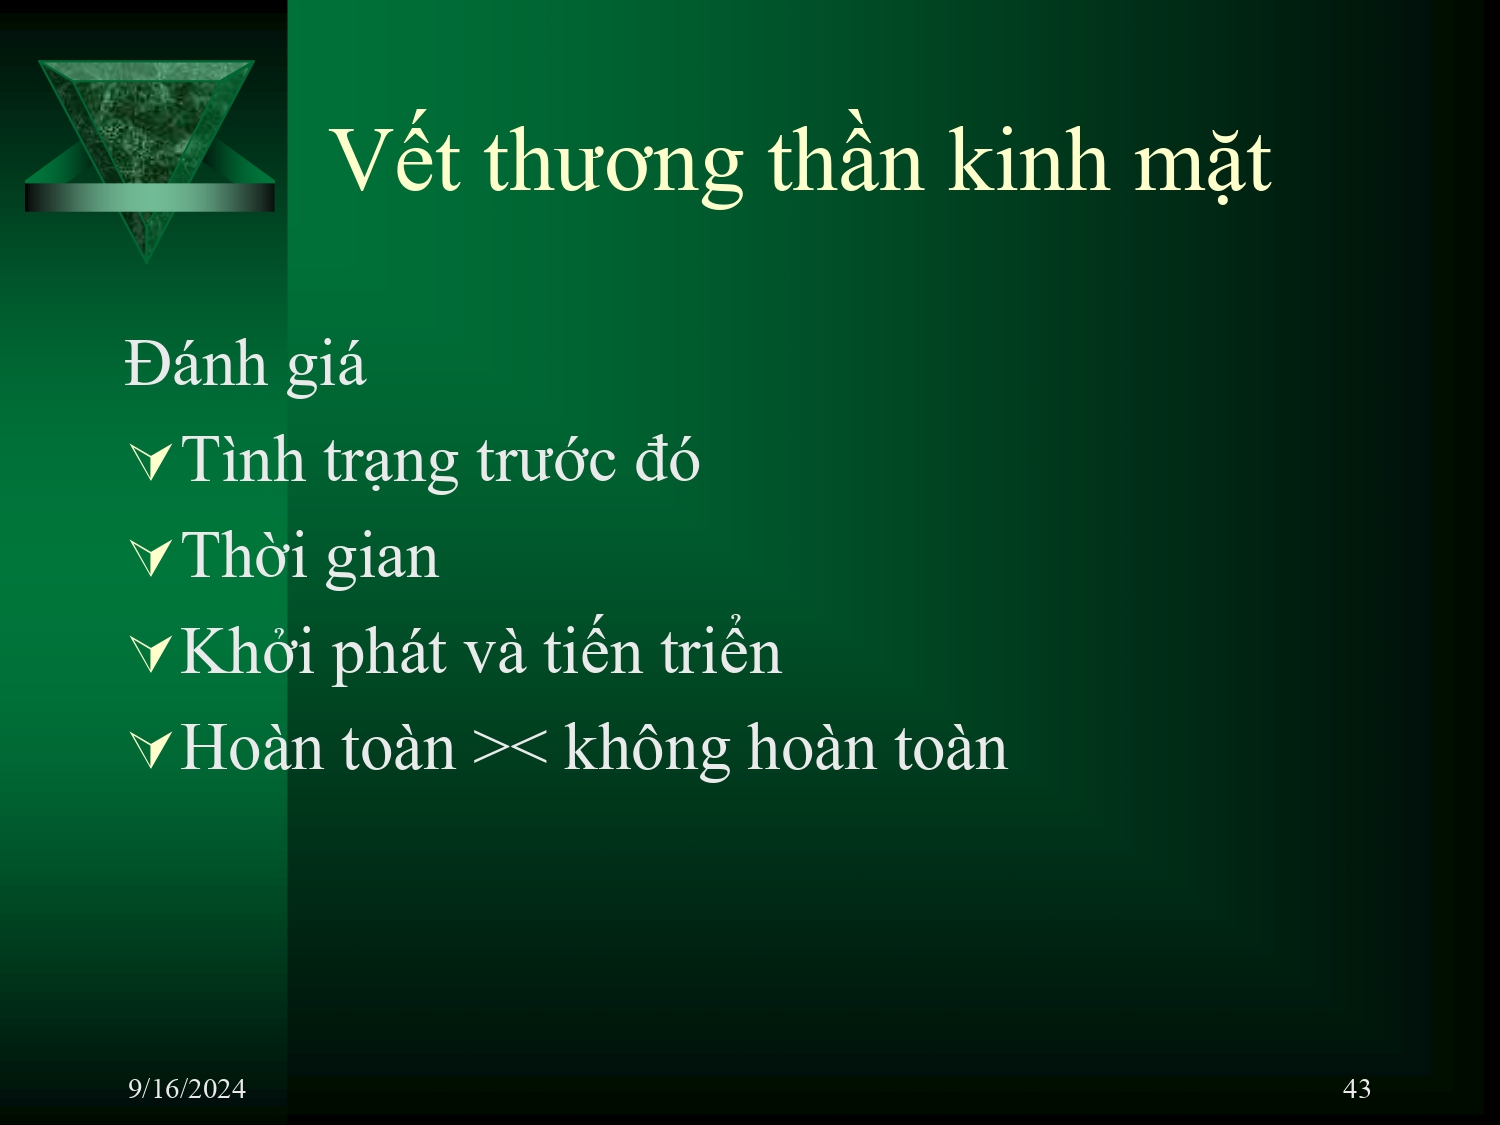 Vết thương thần kinh mặt
Đánh giá
Tình trạng trước đó
Thời gian
Khởi phát và tiến triển
Hoàn toàn >< không hoàn toàn
9/16/2024
43